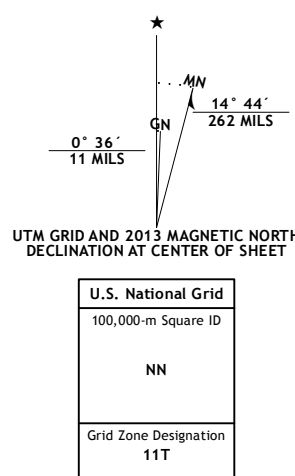 ★
MN
GN
0° 36´
11 MILS
14° 44´
262 MILS
UTM GRID AND 2013 MAGNETIC NORTH
DECLINATION AT CENTER OF SHEET
U.S. National Grid
100,000-m Square ID
NN
Grid Zone Designation
11T